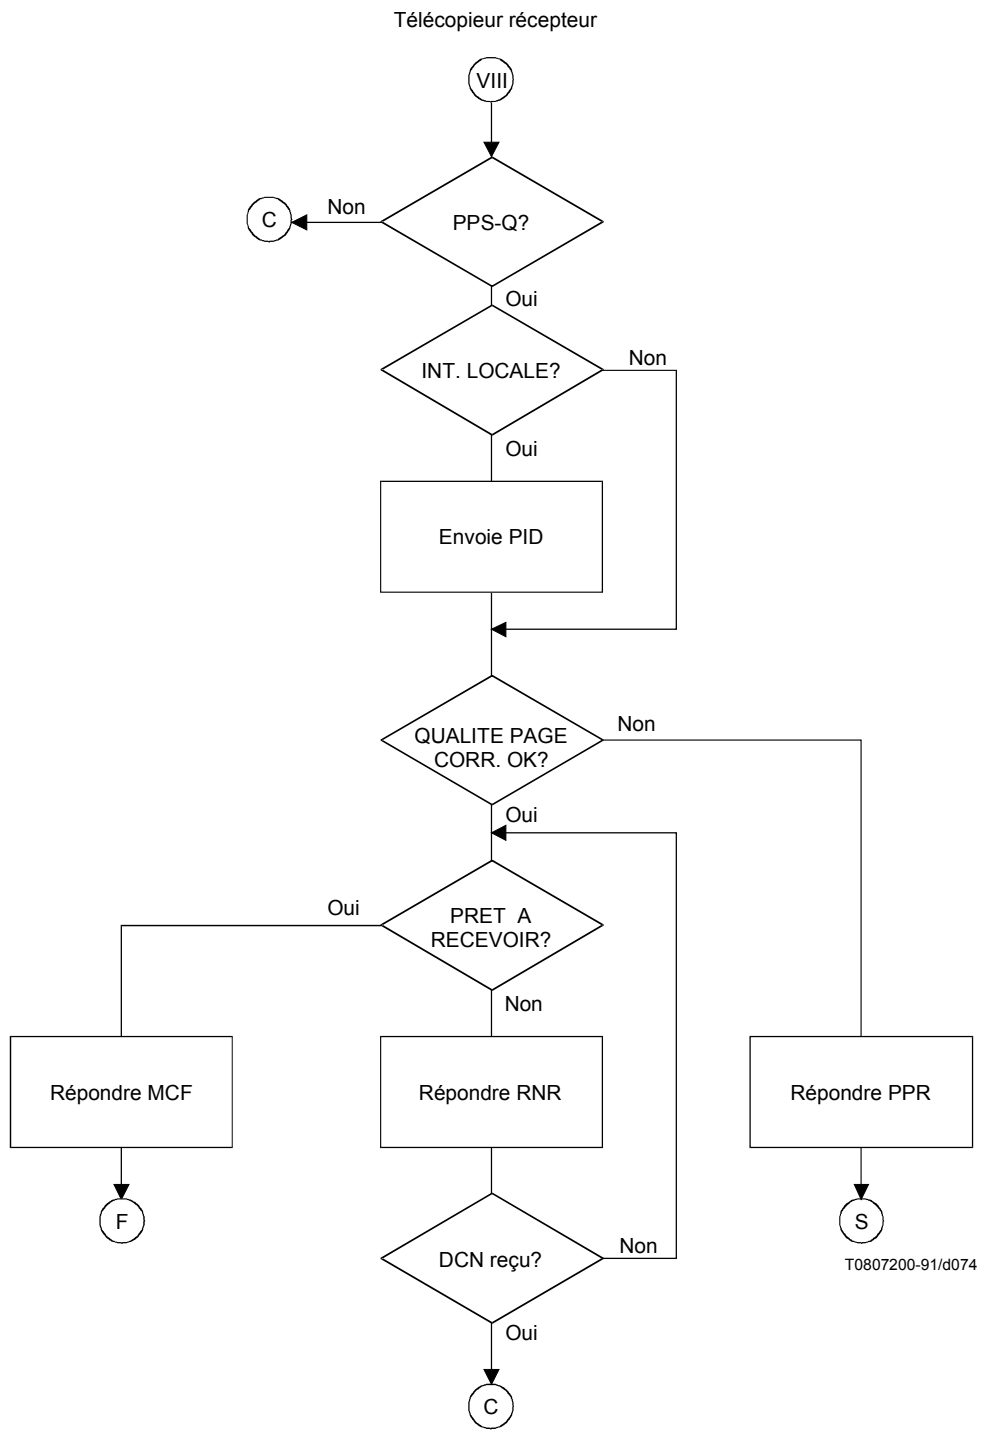 Télécopieur récepteur
VIII
C
Non
PPS-Q?
Oui
INT. LOCALE?
Non
Oui
Envoie PID
QUALITE PAGE
CORR. OK?
Non
Oui
Oui
PRET A
RECEVOIR?
Non
Répondre MCF
Répondre RNR
Répondre PPR
F
S
DCN reçu?
Non
T0807200-91/d074
Oui
C